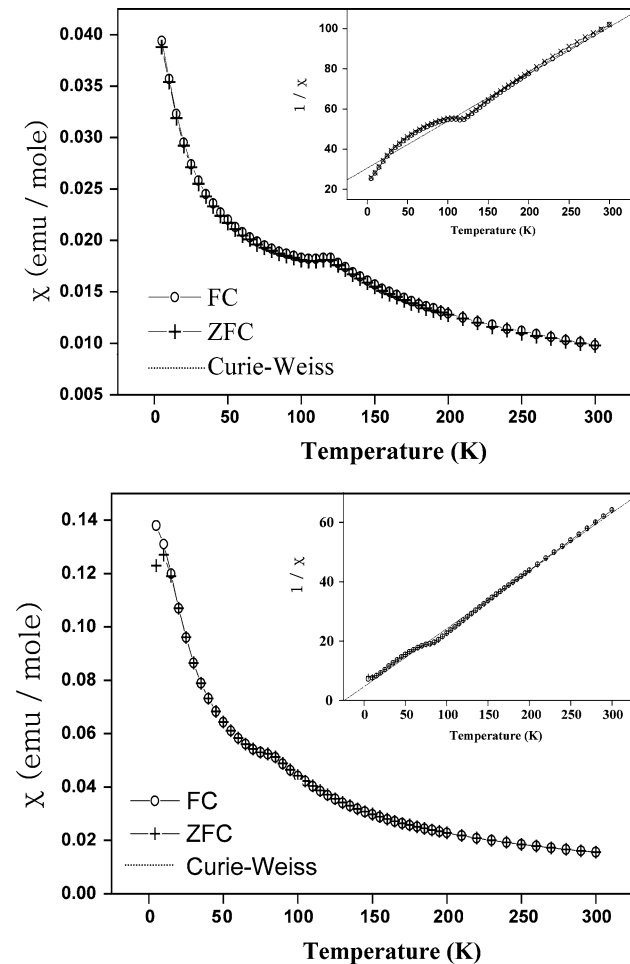 χ (emu / mole)
0.040
0.035
0.030
0.025
0.020
0.015
0.010
0.005
0 50 100 150 200 250 300
Temperature (K)
FC
ZFC
Curie-Weiss
1 / χ
100
80
60
40
20
0 50 100 150 200 250 300
Temperature (K)
χ (emu / mole)
0.14
0.12
0.10
0.08
0.06
0.04
0.02
0.00
0 50 100 150 200 250 300
Temperature (K)
FC
ZFC
Curie-Weiss
1 / χ
60
40
20
0
0 50 100 150 200 250 300
Temperature (K)